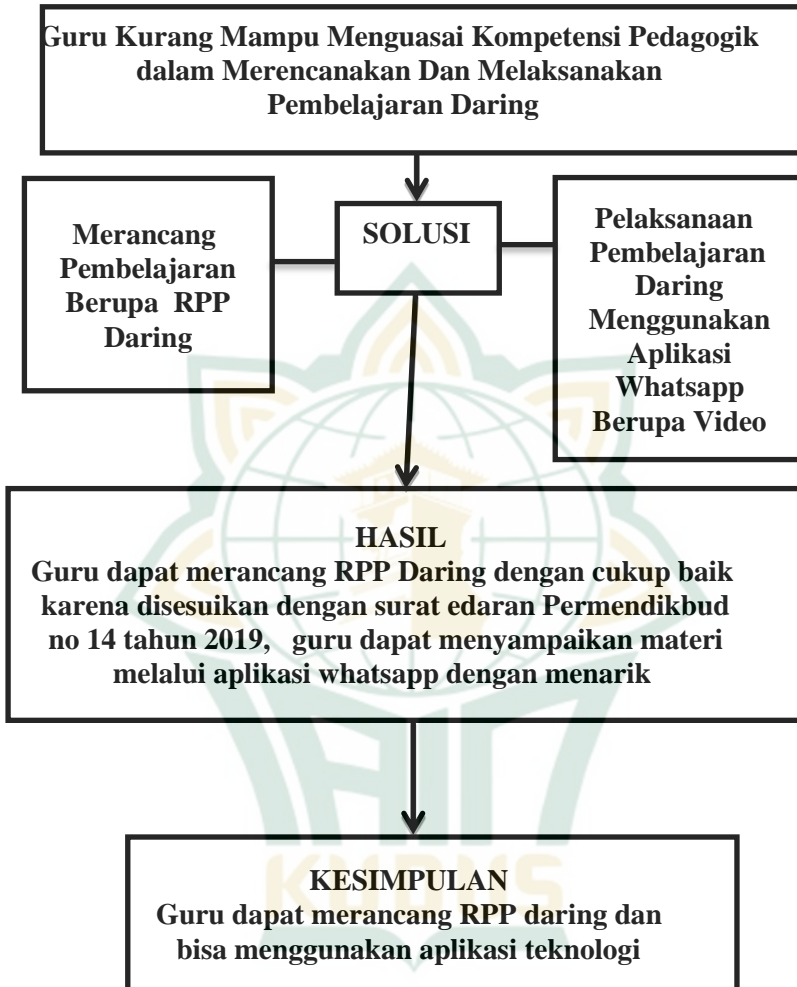 Guru Kurang Mampu Menguasai Kompetensi Pedagogik
dalam Merencanakan Dan Melaksanakan
Pembelajaran Daring
Merancang
Pembelajaran
Berupa RPP
Daring
SOLUSI
Pelaksanaan
Pembelajaran
Daring
Menggunakan
Aplikasi
Whatsapp
Berupa Video
HASIL
Guru dapat merancang RPP Daring dengan cukup baik
karena disesuikan dengan surat edaran Permendikbud
no 14 tahun 2019, guru dapat menyampaikan materi
melalui aplikasi whatsapp dengan menarik
KESIMPULAN
Guru dapat merancang RPP daring dan
bisa menggunakan aplikasi teknologi
KUDUS